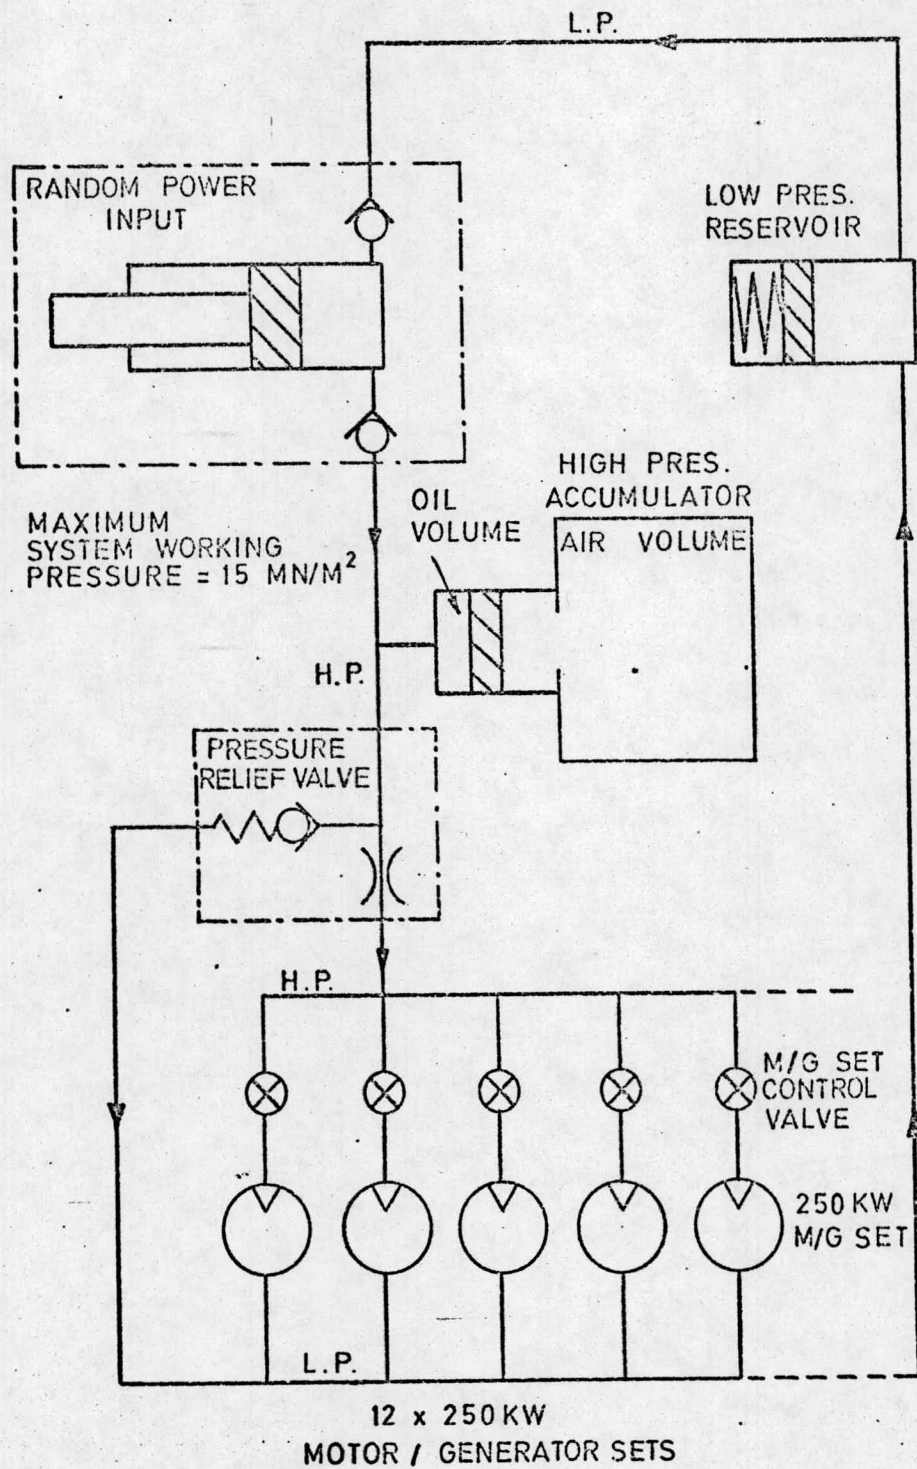 L.P.
RANDOM POWER
INPUT
LOW PRES.
RESERVOIR
HIGH PRES.
ACCUMULATOR
OIL
VOLUME
AIR VOLUME
MAXIMUM
SYSTEM WORKING
PRESSURE = 15 MN/M²
H.P.
PRESSURE
RELIEF VALVE
H.P.
M/G SET
CONTROL
VALVE
250 KW
M/G SET
L.P.
12 x 250 KW
MOTOR / GENERATOR SETS